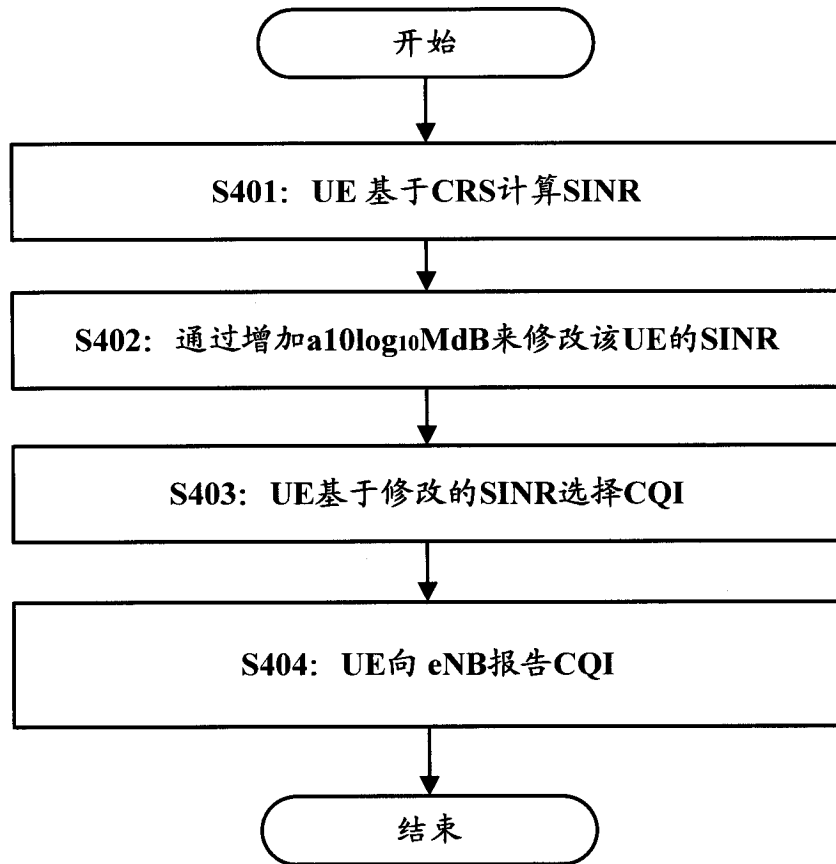 开始
S401: UE 基于CRS计算SINR
S402: 通过增加a10log₁₀MdB来修改该UE的SINR
S403: UE基于修改的SINR选择CQI
S404: UE向 eNB报告CQI
结束